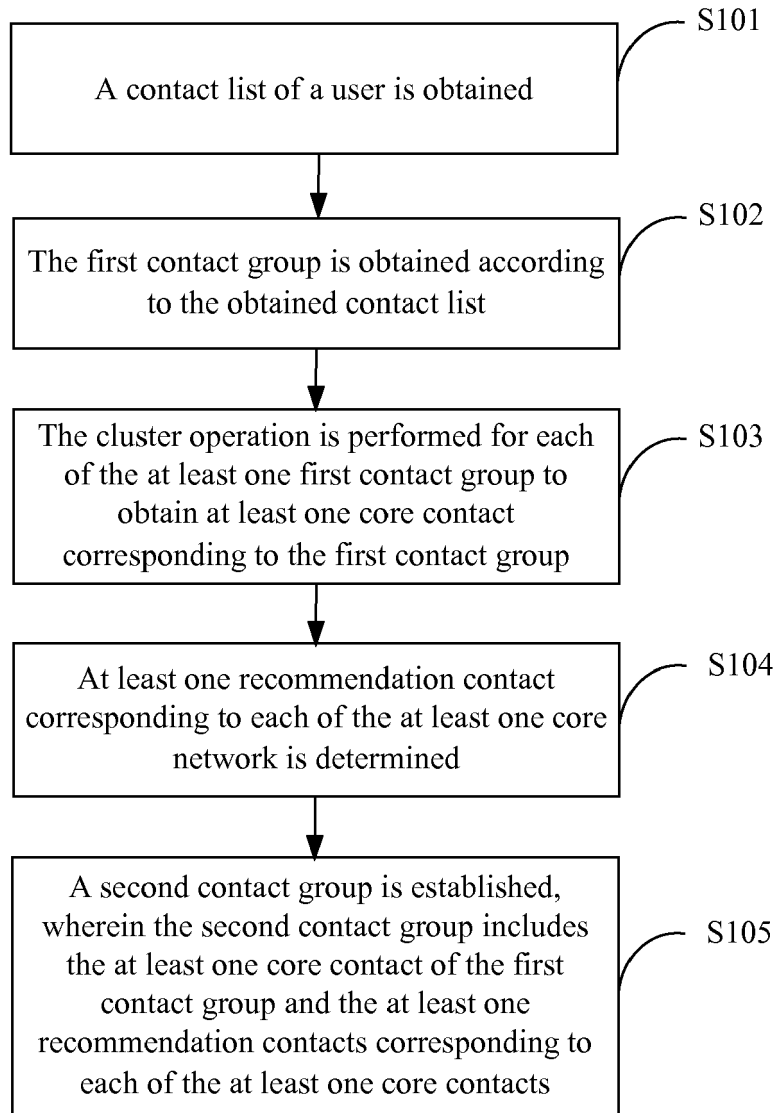 S101
A contact list of a user is obtained
S102
The first contact group is obtained according
to the obtained contact list
The cluster operation is performed for each
of the at least one first contact group to
obtain at least one core contact
corresponding to the first contact group
S103
At least one recommendation contact
corresponding to each of the at least one core
network is determined
S104
A second contact group is established,
wherein the second contact group includes
the at least one core contact of the first
contact group and the at least one
recommendation contacts corresponding to
each of the at least one core contacts
S105